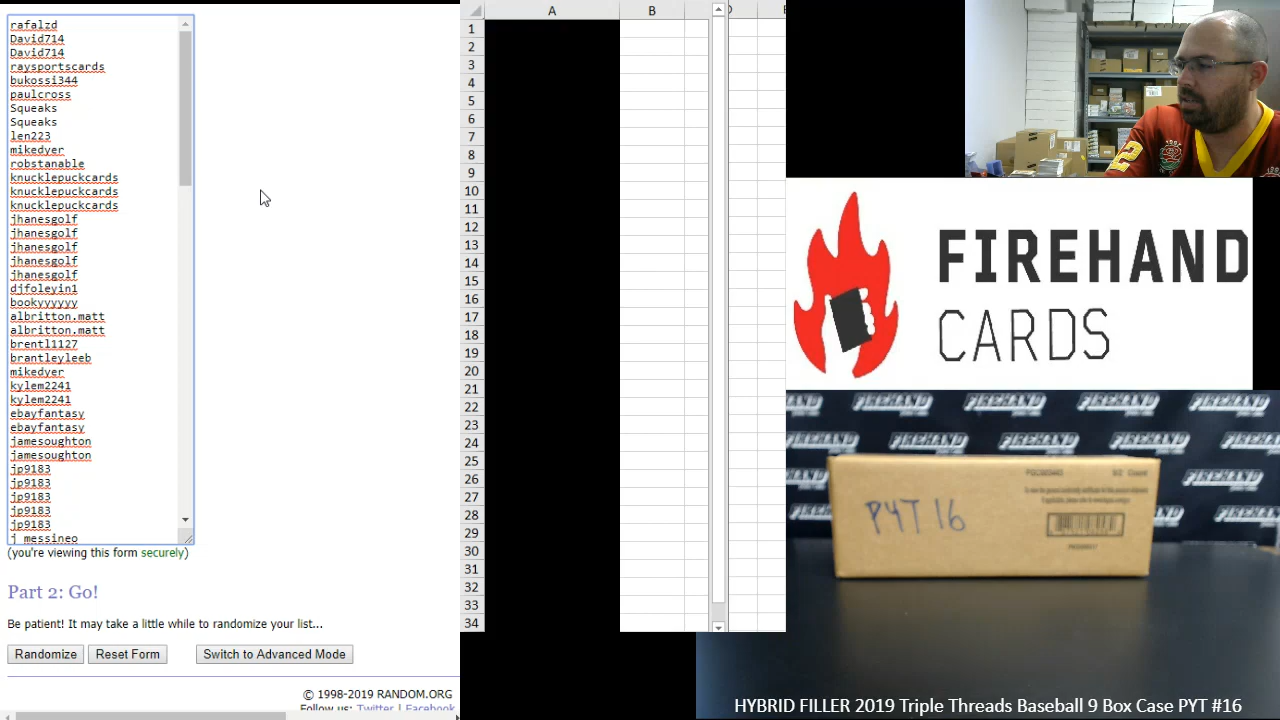 rafalzd
David714
David714
raysportscards
bukossi344
paulcross
Squeaks
Squeaks
len223
mikedyer
robstanable
knucklepuckcards
knucklepuckcards
knucklepuckcards
jhanesgolf
jhanesgolf
jhanesgolf
jhanesgolf
jhanesgolf
djfoleyin1
bookyyyyyy
albritton.matt
albritton.matt
brentl1127
brantleyleeb
mikedyer
kylem2241
kylem2241
ebayfantasy
ebayfantasy
jamesoughton
jamesoughton
jp9183
jp9183
jp9183
jp9183
jp9183
j messineo
(you're viewing this form securely)
Part 2: Go!
Be patient! It may take a little while to randomize your list...
Randomize Reset Form Switch to Advanced Mode
© 1998-2019 RANDOM.ORG
Follow us: Twitter | Facebook
A B
1
2
3
4
5
6
7
8
9
10
11
12
13
14
15
16
17
18
19
20
21
22
23
24
25
26
27
28
29
30
31
32
33
34
FIREHAND
CARDS
FIREHAND
PYT 16
HYBRID FILLER 2019 Triple Threads Baseball 9 Box Case PYT #16